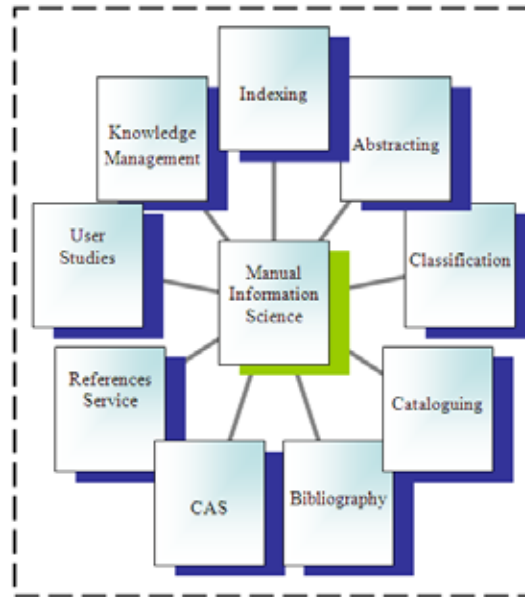 Indexing
Abstracting
Classification
Cataloguing
Bibliography
CAS
References
Service
User
Studies
Knowledge
Management
Manual
Information
Science